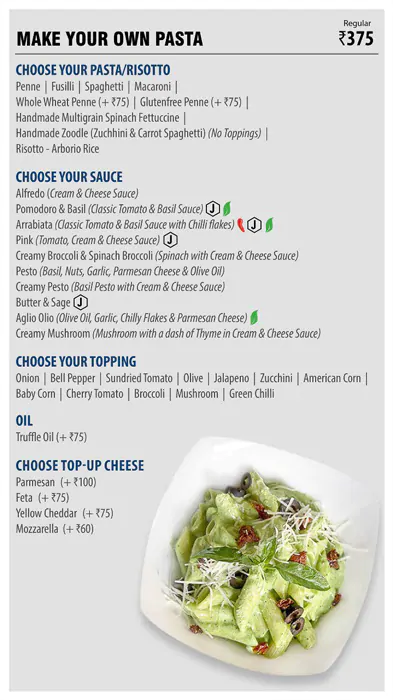 Regular
MAKE YOUR OWN PASTA ₹375
CHOOSE YOUR PASTA/RISOTTO
Penne | Fusilli | Spaghetti | Macaroni |
Whole Wheat Penne (+ ₹75) | Glutenfree Penne (+ ₹75) |
Handmade Multigrain Spinach Fettuccine |
Handmade Zoodle (Zuchhini & Carrot Spaghetti) (No Toppings) |
Risotto - Arborio Rice
CHOOSE YOUR SAUCE
Alfredo (Cream & Cheese Sauce)
Pomodoro & Basil (Classic Tomato & Basil Sauce) J
Arrabiata (Classic Tomato & Basil Sauce with Chilli flakes) J
Pink (Tomato, Cream & Cheese Sauce) J
Creamy Broccoli & Spinach Broccoli (Spinach with Cream & Cheese Sauce)
Pesto (Basil, Nuts, Garlic, Parmesan Cheese & Olive Oil)
Creamy Pesto (Basil Pesto with Cream & Cheese Sauce)
Butter & Sage J
Aglio Olio (Olive Oil, Garlic, Chilly Flakes & Parmesan Cheese)
Creamy Mushroom (Mushroom with a dash of Thyme in Cream & Cheese Sauce)
CHOOSE YOUR TOPPING
Onion | Bell Pepper | Sundried Tomato | Olive | Jalapeno | Zucchini | American Corn |
Baby Corn | Cherry Tomato | Broccoli | Mushroom | Green Chilli
OIL
Truffle Oil (+ ₹75)
CHOOSE TOP-UP CHEESE
Parmesan (+ ₹100)
Feta (+ ₹75)
Yellow Cheddar (+ ₹75)
Mozzarella (+ ₹60)